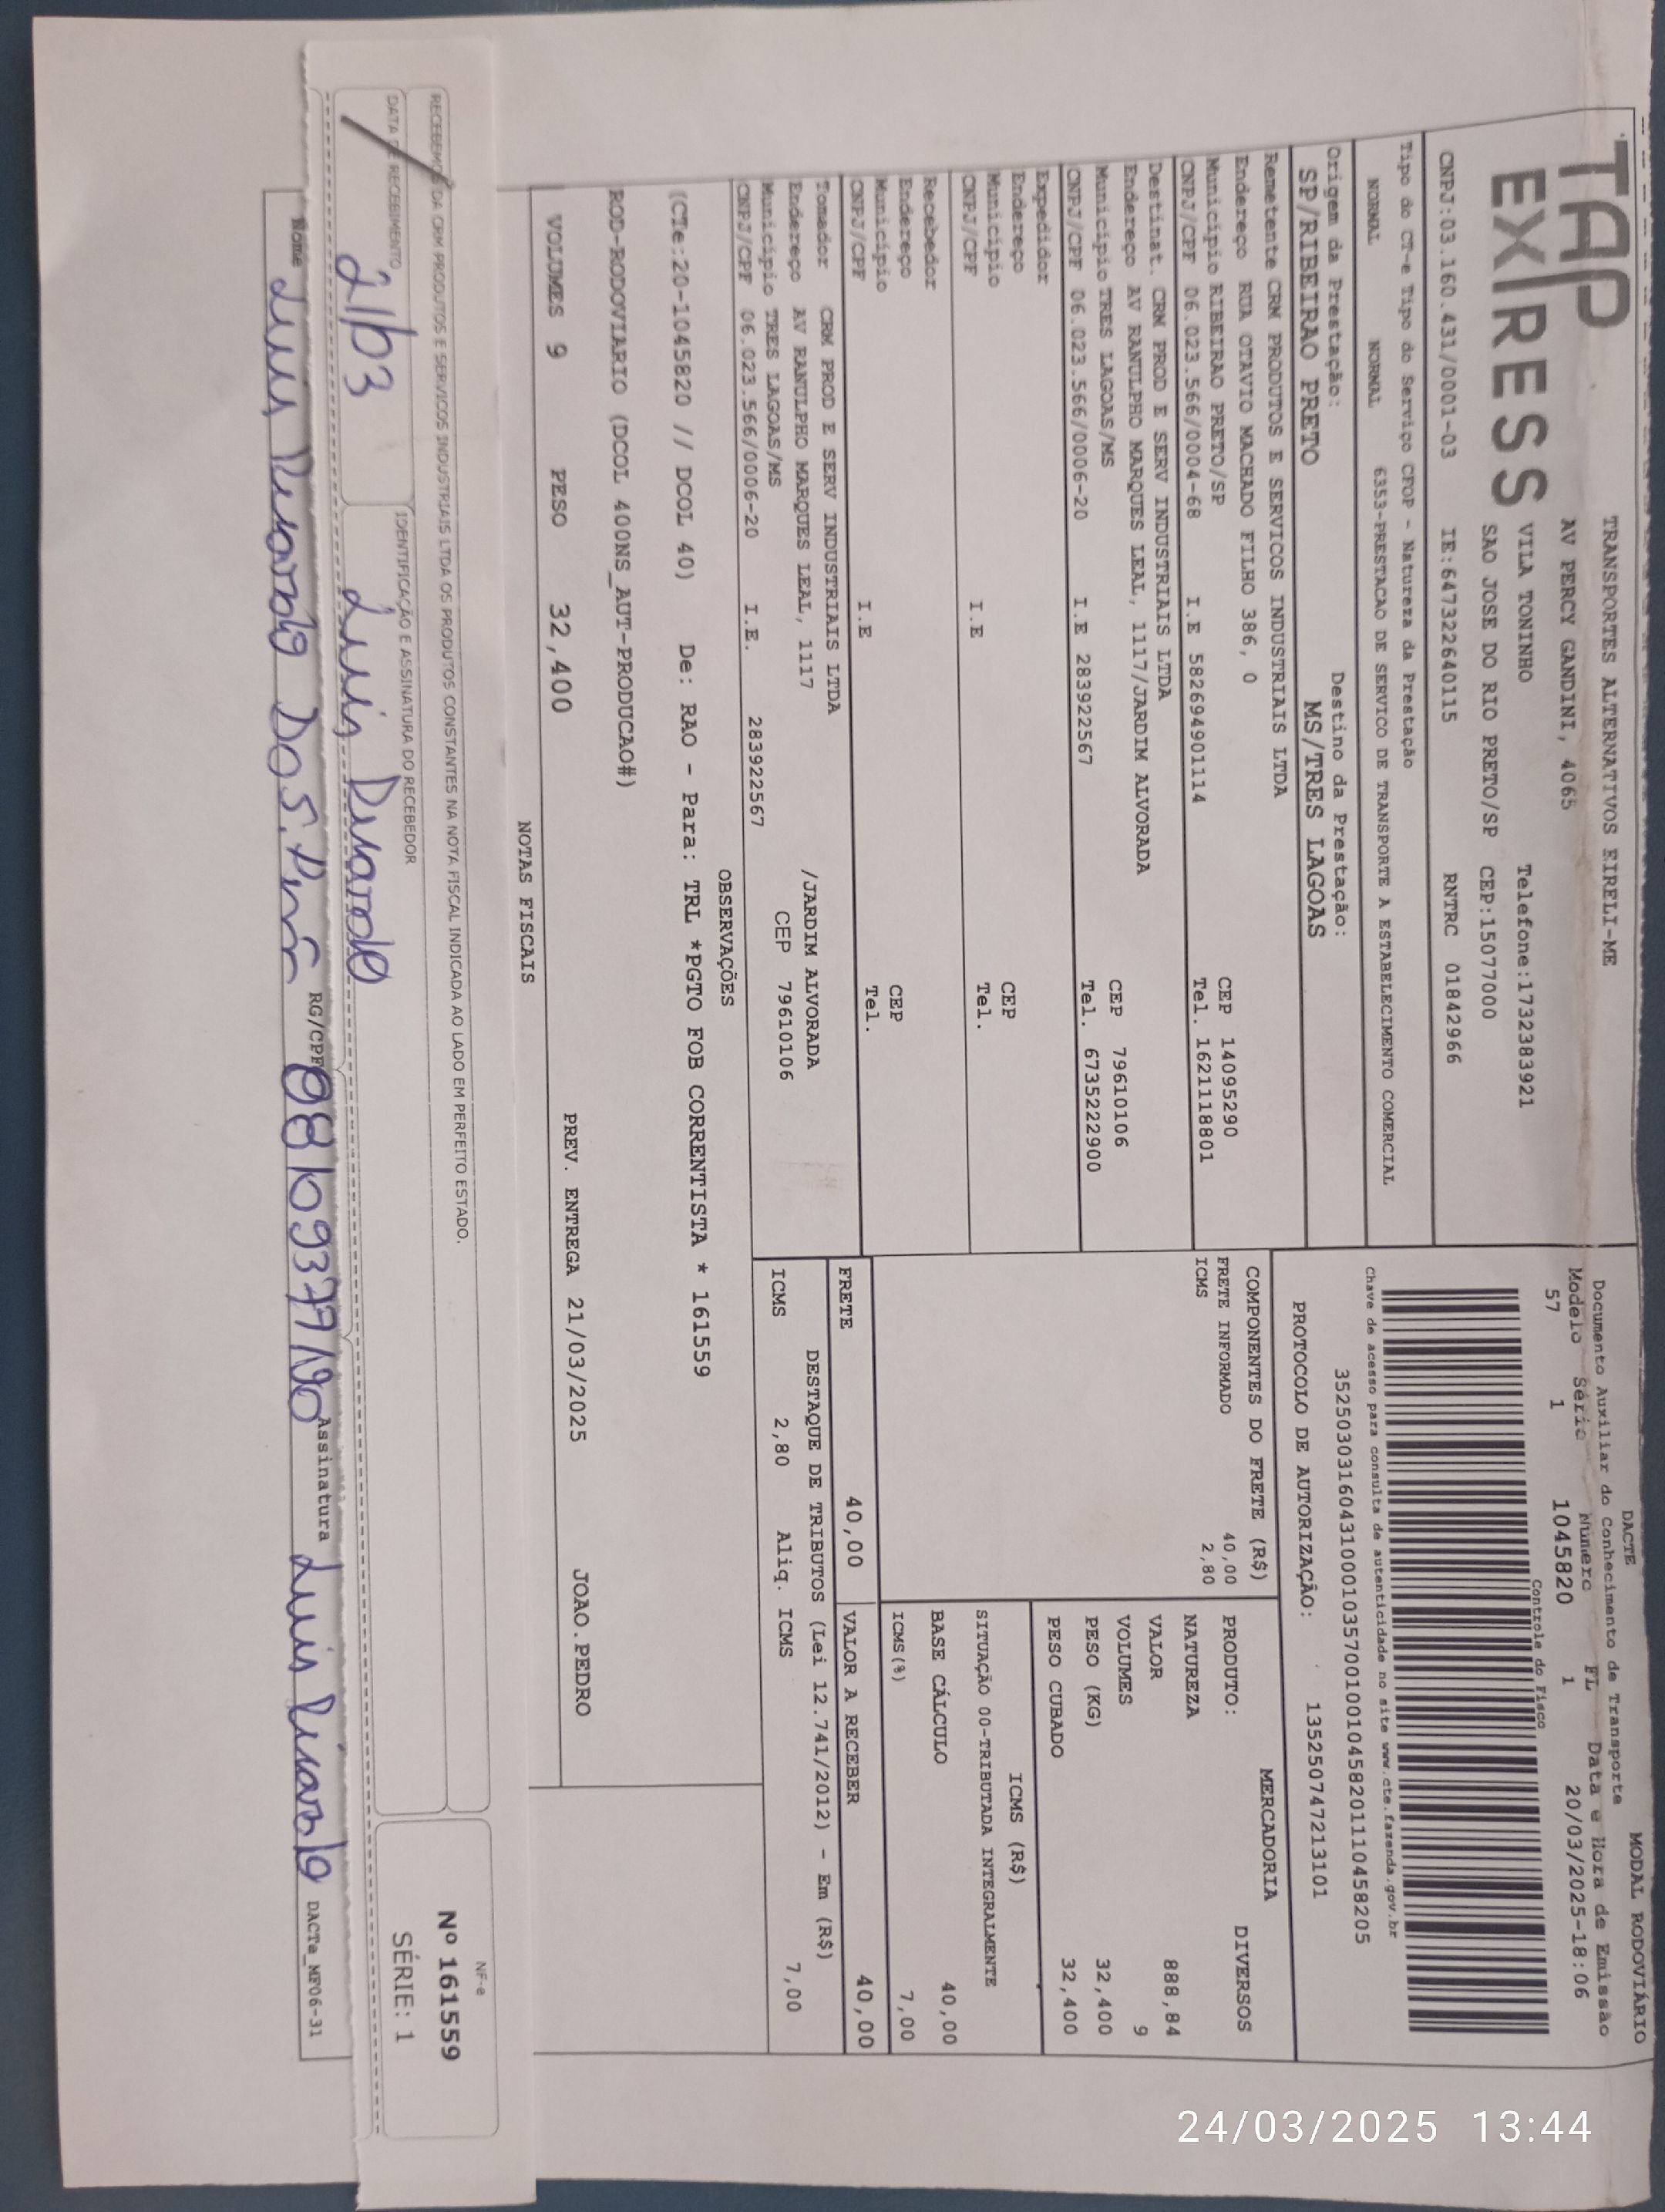 TAP
EXPRESS
TRANSPORTES ALTERNATIVOS EIRELI-ME
AV PERCY GANDINI, 4065
VILA TONINHO Telefone:1732383921
SAO JOSE DO RIO PRETO/SP CEP:15077000
CNPJ:03.160.431/0001-03 IE:647322640115 RNTRC 01842966
Tipo do CT-e Tipo do Serviço CFOP - Natureza da Prestação
NORMAL NORMAL 6353-PRESTACAO DE SERVICO DE TRANSPORTE A ESTABELECIMENTO COMERCIAL
Origem da Prestação: Destino da Prestação:
SP/RIBEIRAO PRETO MS/TRES LAGOAS
DACTE MODAL RODOVIÁRIO
Documento Auxiliar do Conhecimento de Transporte
Modelo Série Número FL Data e Hora de Emissão
57 1 1045820 1 20/03/2025-18:06
Controle do Fisco
Chave de acesso para consulta de autenticidade no site www.cte.fazenda.gov.br
35250303160431000103570010010458201110458205
PROTOCOLO DE AUTORIZAÇÃO: 135250747213101
Remetente CRM PRODUTOS E SERVICOS INDUSTRIAIS LTDA
Endereço RUA OTAVIO MACHADO FILHO 386, 0
Município RIBEIRAO PRETO/SP CEP 14095290
CNPJ/CPF 06.023.566/0004-68 I.E 582694901114 Tel. 1621118801
Destinat. CRM PROD E SERV INDUSTRIAIS LTDA
Endereço AV RANULPHO MARQUES LEAL, 1117/JARDIM ALVORADA
Município TRES LAGOAS/MS CEP 79610106
CNPJ/CPF 06.023.566/0006-20 I.E 283922567 Tel. 6735222900
Expedidor
Endereço
Município CEP
CNPJ/CPF I.E Tel.
Recebedor
Endereço
Município CEP
CNPJ/CPF I.E Tel.
Tomador CRM PROD E SERV INDUSTRIAIS LTDA
Endereço AV RANULPHO MARQUES LEAL, 1117 /JARDIM ALVORADA
Município TRES LAGOAS/MS CEP 79610106
CNPJ/CPF 06.023.566/0006-20 I.E. 283922567
COMPONENTES DO FRETE (R$)
FRETE INFORMADO 40,00
ICMS 2,80
MERCADORIA
PRODUTO: DIVERSOS
NATUREZA
VALOR 888,84
VOLUMES 9
PESO (KG) 32,400
PESO CUBADO 32,400
ICMS (R$)
SITUAÇÃO 00-TRIBUTADA INTEGRALMENTE
BASE CÁLCULO 40,00
ICMS(%) 7,00
FRETE 40,00 VALOR A RECEBER 40,00
DESTAQUE DE TRIBUTOS (Lei 12.741/2012) - Em (R$)
ICMS 2,80 Aliq. ICMS 7,00
OBSERVAÇÕES
(CTe:20-1045820 // DCOL 40) De: RAO - Para: TRL *PGTO FOB CORRENTISTA * 161559
ROD-RODOVIARIO (DCOL 400NS_AUT-PRODUCAO#)
VOLUMES 9 PESO 32,400 PREV. ENTREGA 21/03/2025 JOAO.PEDRO
NOTAS FISCAIS
RECEBEMOS DA CRM PRODUTOS E SERVICOS INDUSTRIAIS LTDA OS PRODUTOS CONSTANTES NA NOTA FISCAL INDICADA AO LADO EM PERFEITO ESTADO.
DATA DE RECEBIMENTO IDENTIFICAÇÃO E ASSINATURA DO RECEBEDOR
21/03 Luis Ricardo
NF-e
Nº 161559
SÉRIE: 1
Nome Luis Ricardo Dos. RG/CPF Assinatura Luis Ricardo DACTe_MF06-31
24/03/2025 13:44